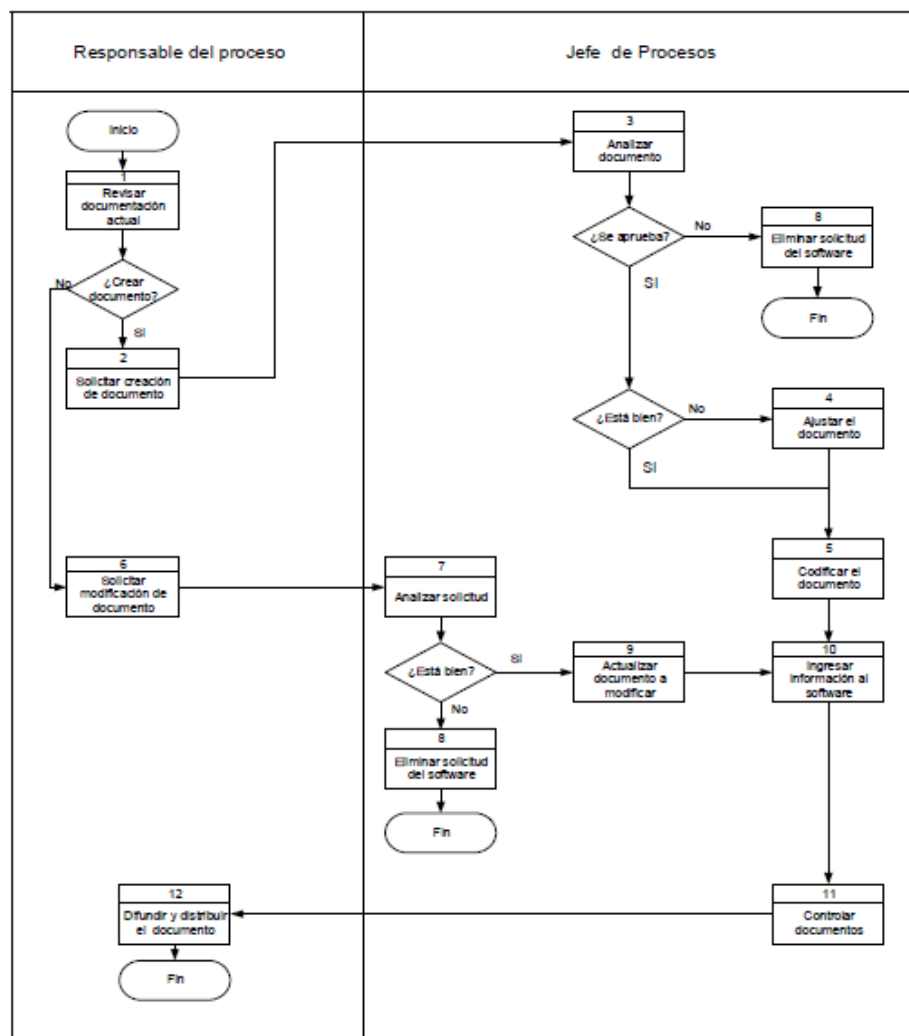 Responsable del proceso
Jefe de Procesos
Inicio
1
Revisar
documentación
actual
¿Crear
documento?
No
SI
2
Solicitar creación
de documento
3
Analizar
documento
¿Se aprueba?
No
SI
8
Eliminar solicitud
del software
Fin
¿Está bien?
No
SI
4
Ajustar el
documento
5
Codificar el
documento
6
Solicitar
modificación de
documento
7
Analizar solicitud
¿Está bien?
SI
No
9
Actualizar
documento a
modificar
10
Ingresar
información al
software
8
Eliminar solicitud
del software
Fin
11
Controlar
documentos
12
Difundir y distribuir
el documento
Fin